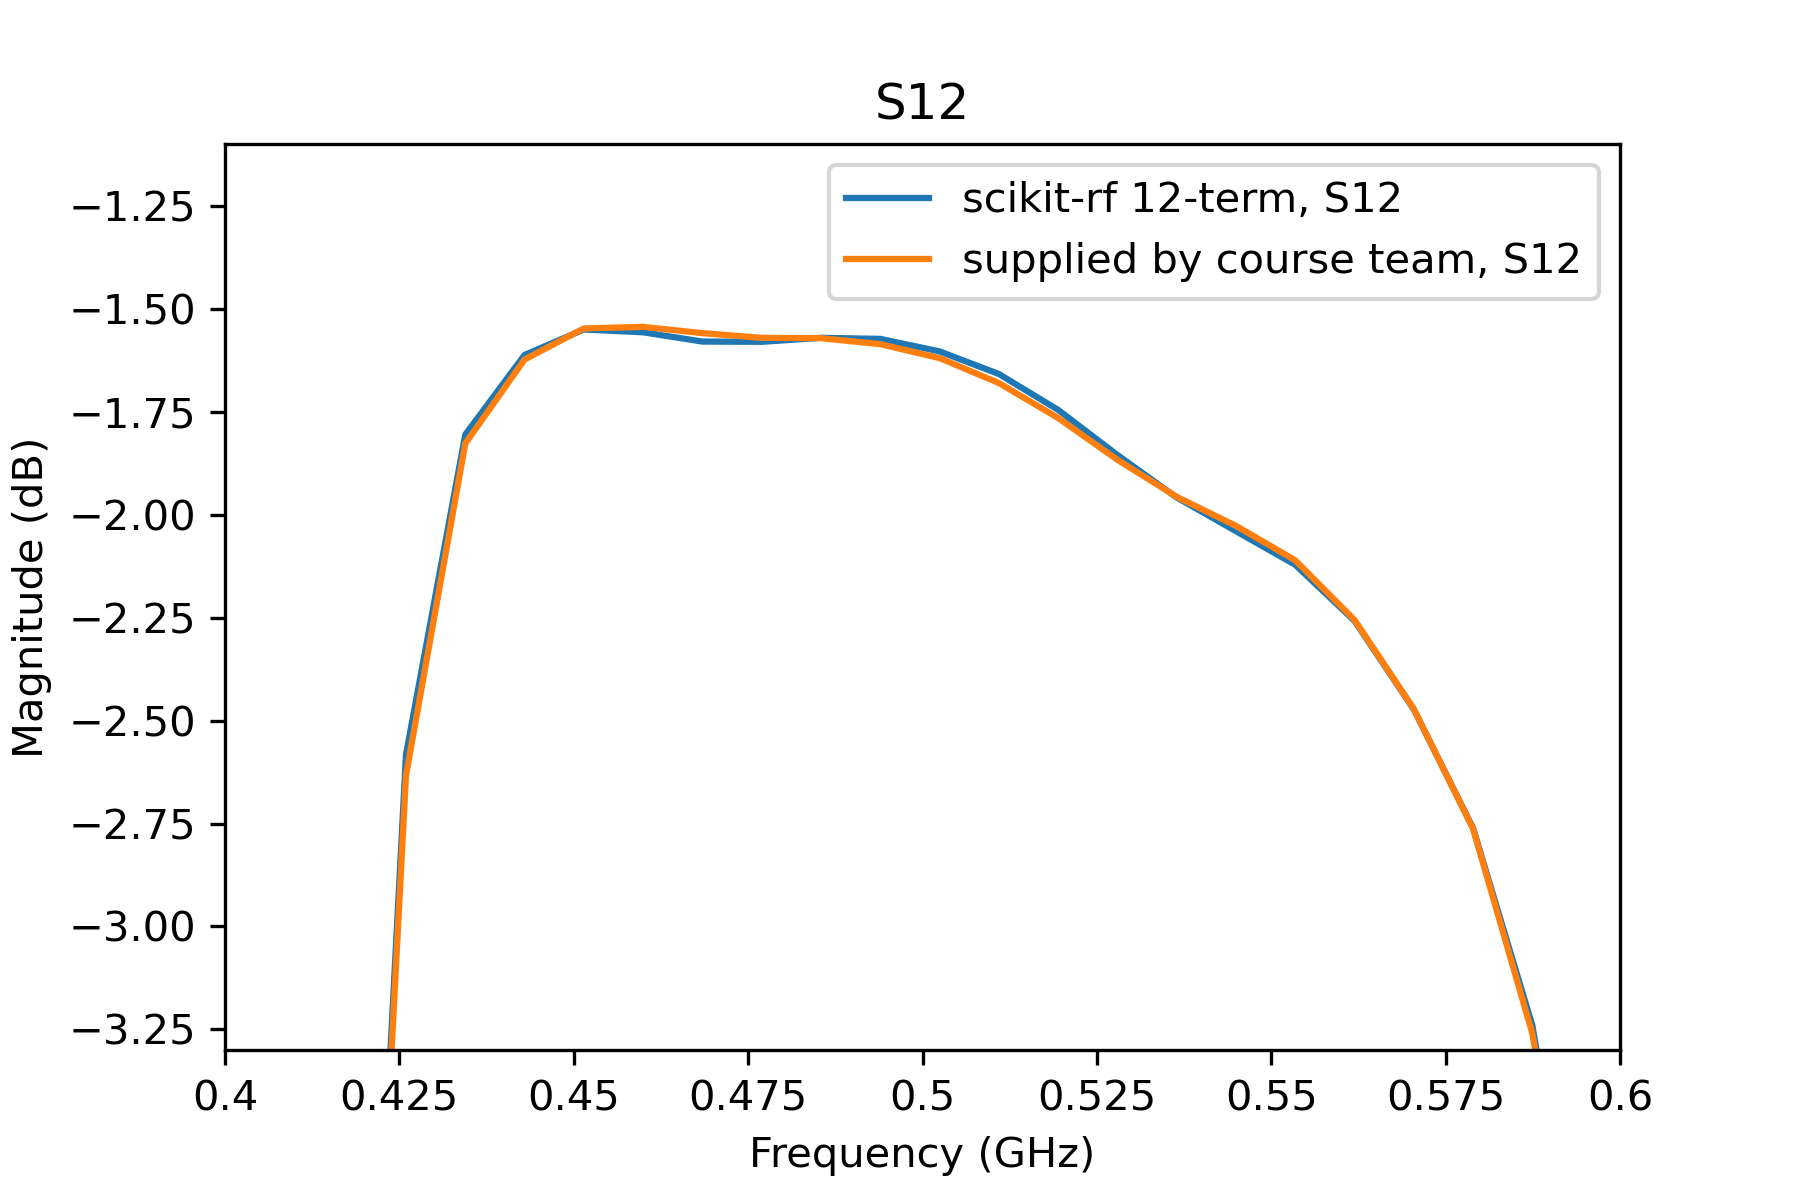 S12
scikit-rf 12-term, S12
supplied by course team, S12
−1.25
−1.50
−1.75
−2.00
−2.25
−2.50
−2.75
−3.00
−3.25
Magnitude (dB)
0.4 0.425 0.45 0.475 0.5 0.525 0.55 0.575 0.6
Frequency (GHz)